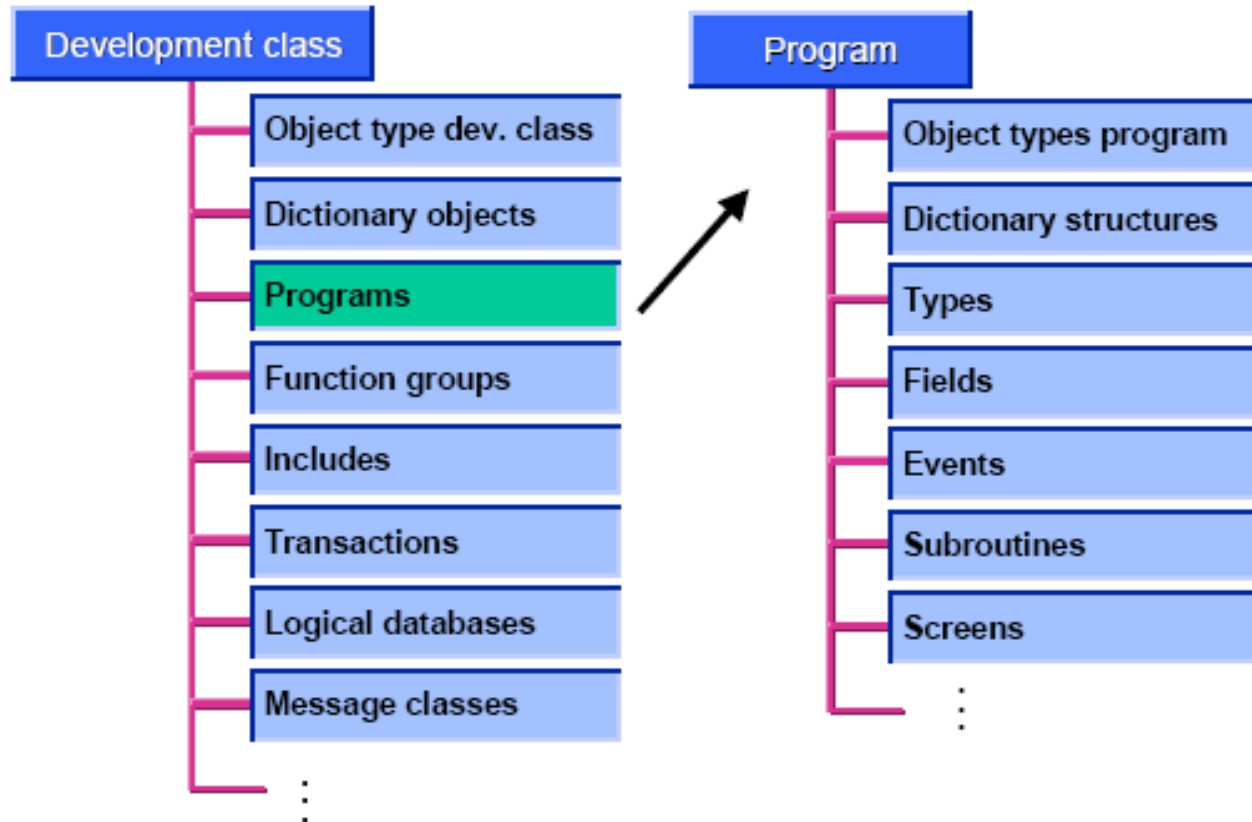 Development class
Object type dev. class
Dictionary objects
Programs
Function groups
Includes
Transactions
Logical databases
Message classes
Program
Object types program
Dictionary structures
Types
Fields
Events
Subroutines
Screens